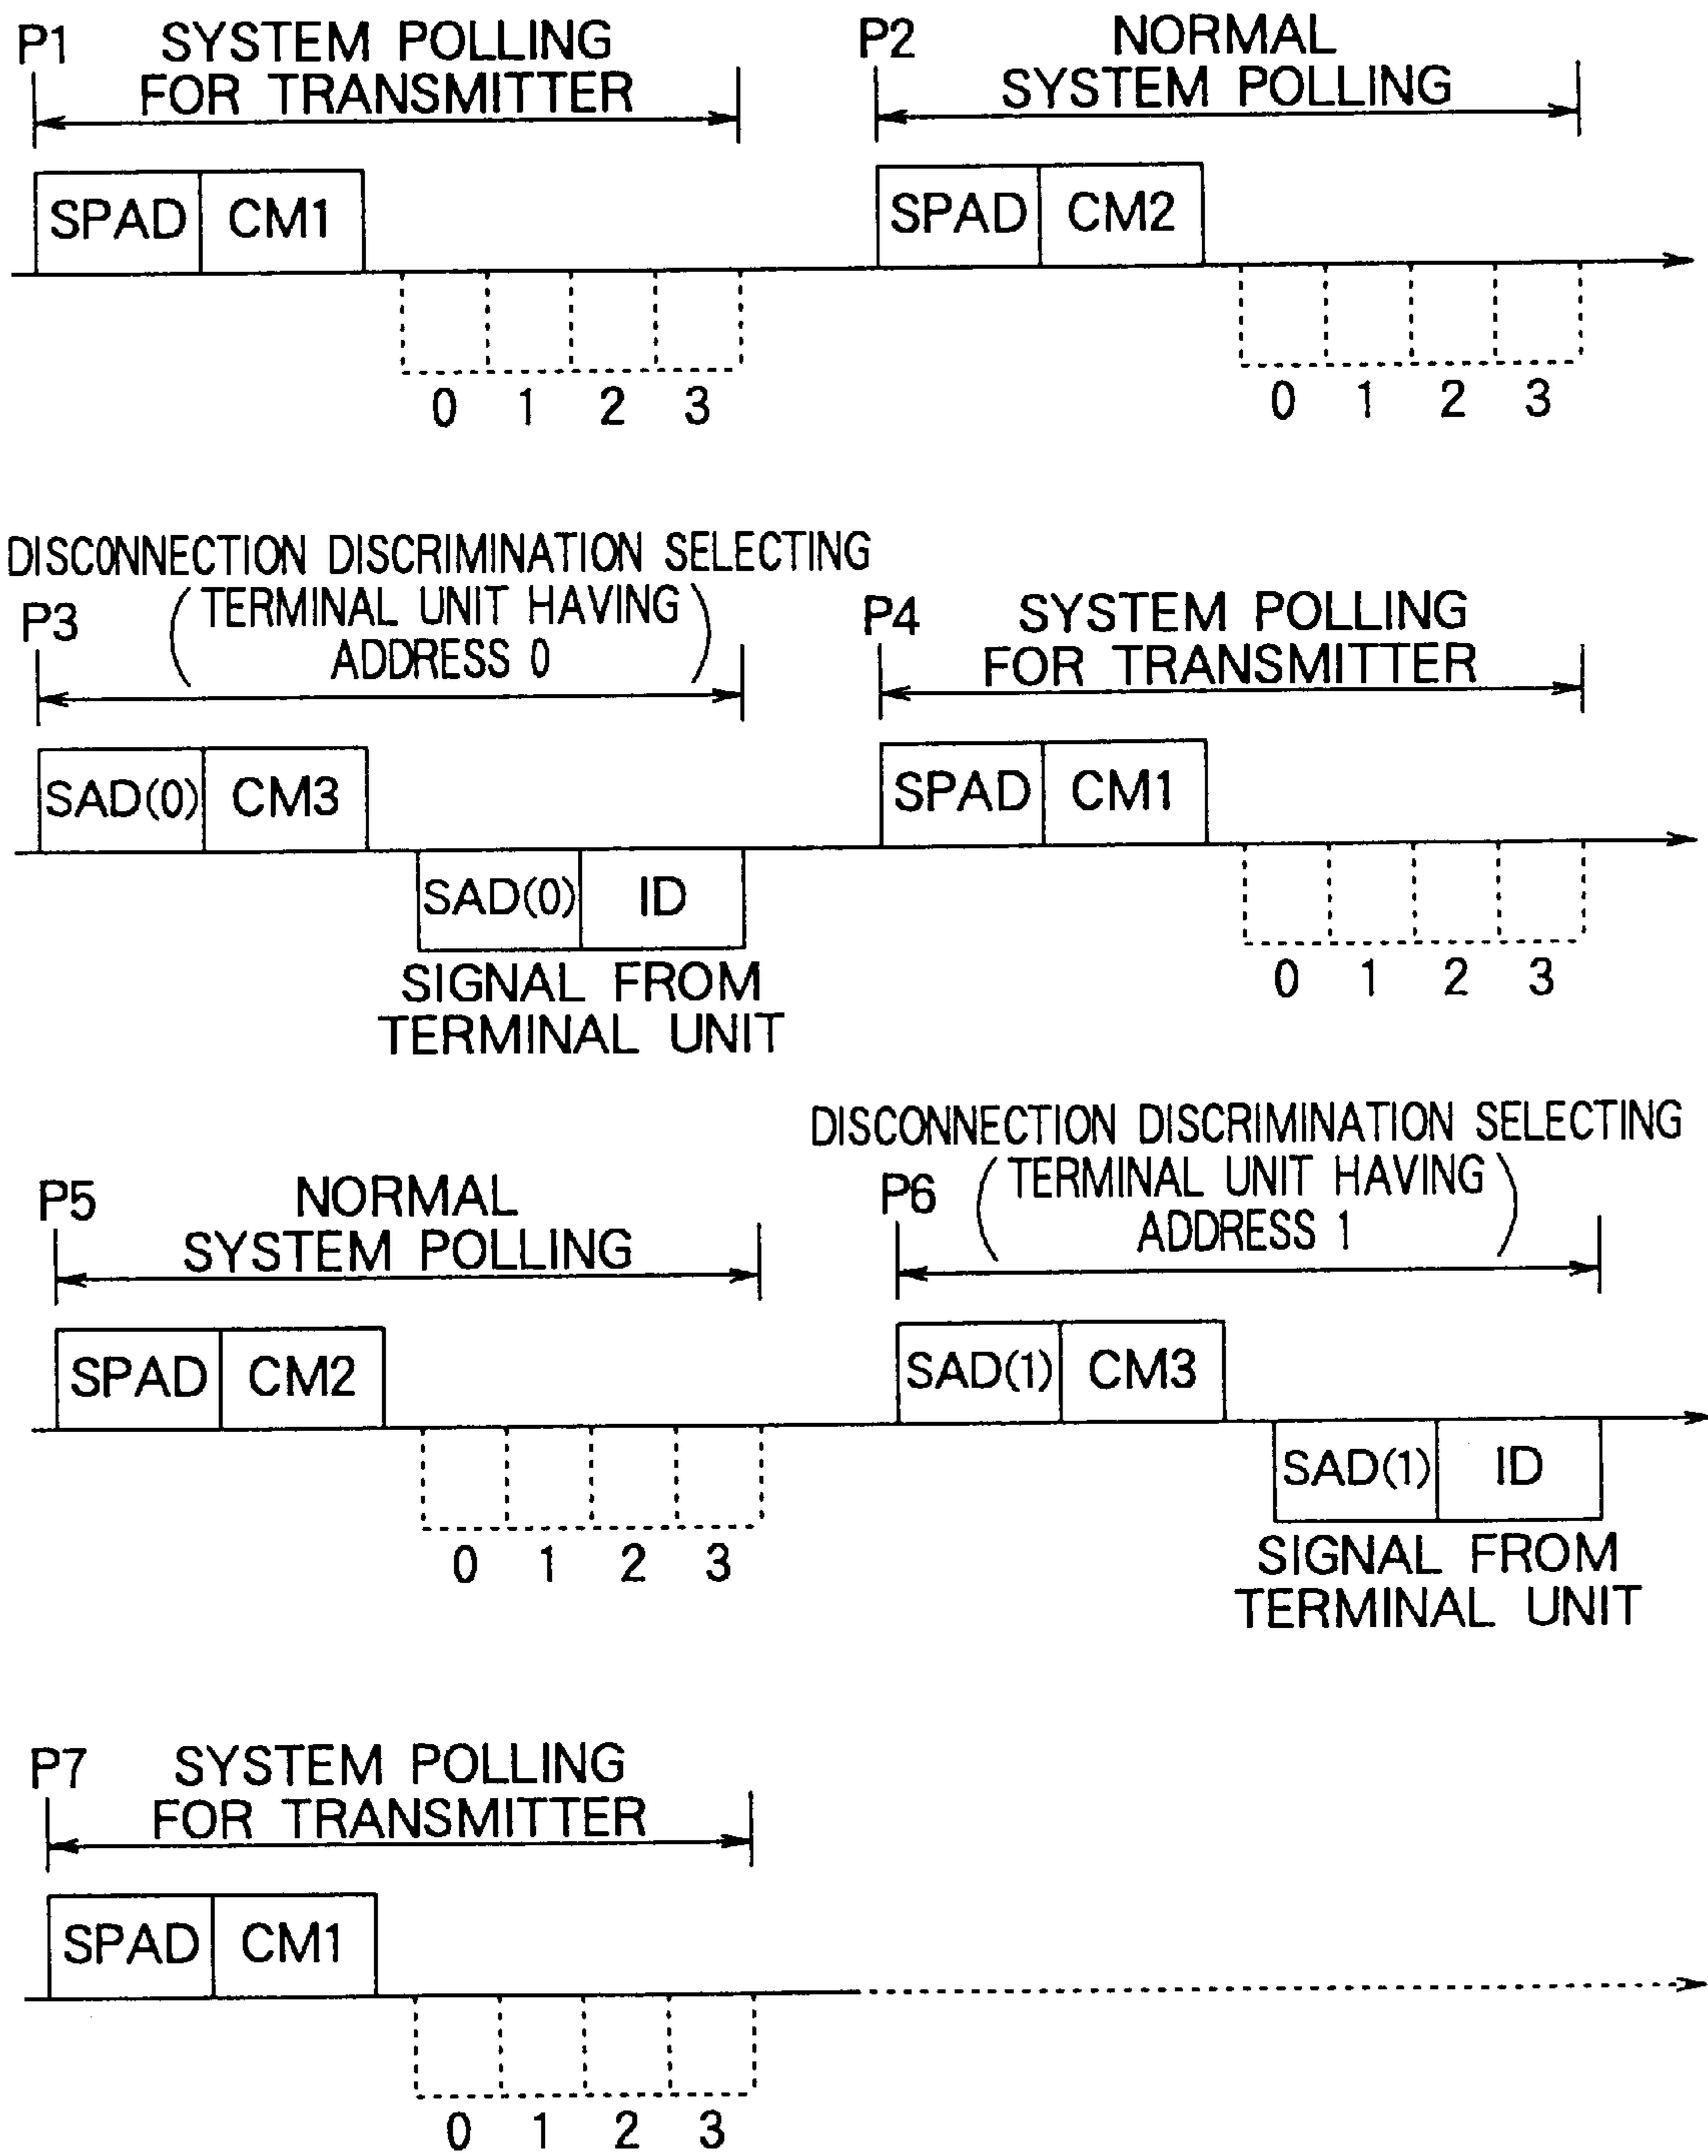 P1 SYSTEM POLLING
FOR TRANSMITTER
SPAD CM1
0 1 2 3
P2 NORMAL
SYSTEM POLLING
SPAD CM2
0 1 2 3
DISCONNECTION DISCRIMINATION SELECTING
P3 (TERMINAL UNIT HAVING
ADDRESS 0)
SAD(0) CM3
SAD(0) ID
SIGNAL FROM
TERMINAL UNIT
P4 SYSTEM POLLING
FOR TRANSMITTER
SPAD CM1
0 1 2 3
P5 NORMAL
SYSTEM POLLING
SPAD CM2
0 1 2 3
DISCONNECTION DISCRIMINATION SELECTING
P6 (TERMINAL UNIT HAVING
ADDRESS 1)
SAD(1) CM3
SAD(1) ID
SIGNAL FROM
TERMINAL UNIT
P7 SYSTEM POLLING
FOR TRANSMITTER
SPAD CM1
0 1 2 3